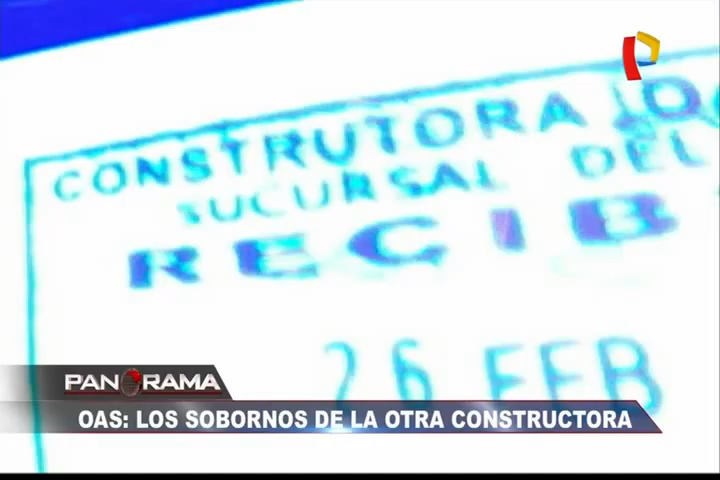 CONSTRUTORA
SUCURSAL DEL
RECIB
26 FEB
PANORAMA
OAS: LOS SOBORNOS DE LA OTRA CONSTRUCTORA